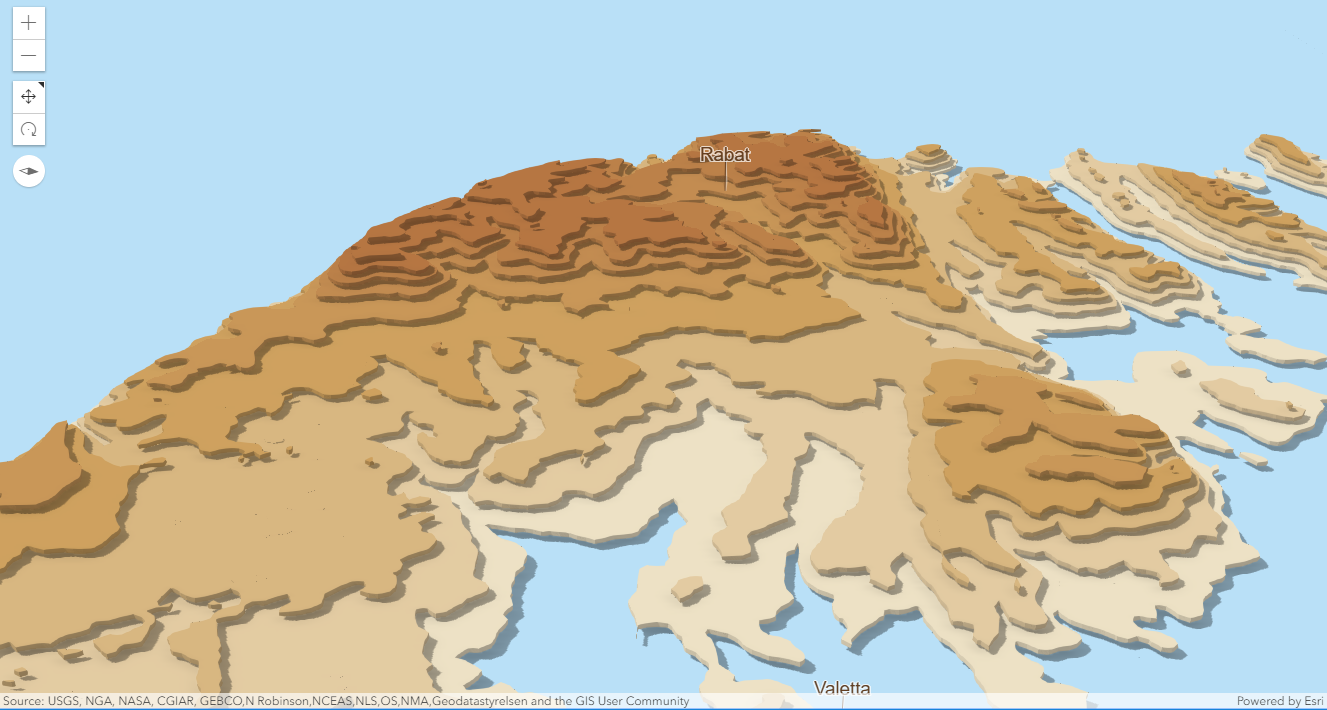 Rabat
Valetta
Source: USGS, NGA, NASA, CGIAR, GEBCO,N Robinson,NCEAS,NLS,OS,NMA,Geodatastyrelsen and the GIS User Community
Powered by Esri